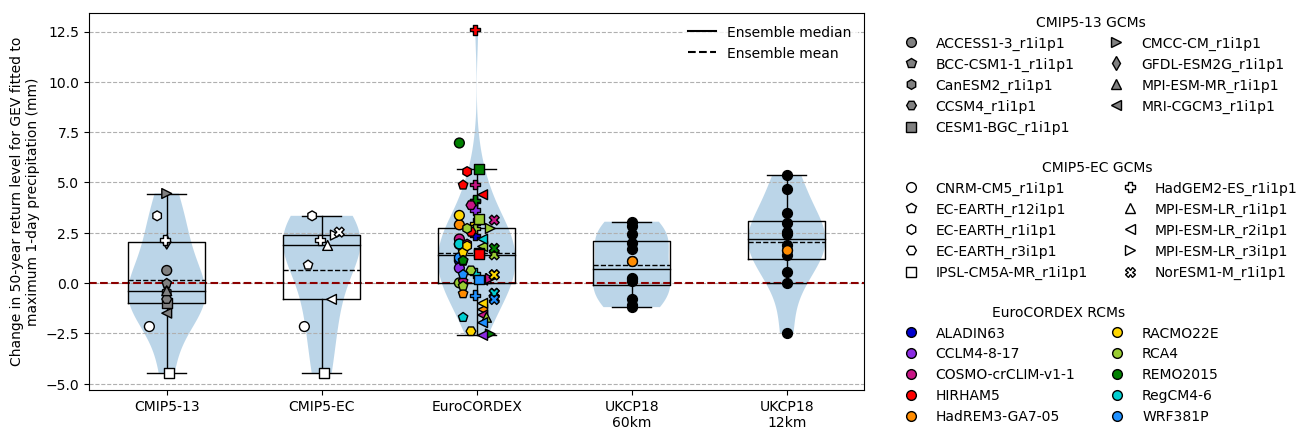 Change in 50-year return level for GEV fitted to
maximum 1-day precipitation (mm)
12.5
10.0
7.5
5.0
2.5
0.0
−2.5
−5.0
Ensemble median
Ensemble mean
CMIP5-13
CMIP5-EC
EuroCORDEX
UKCP18
60km
UKCP18
12km
CMIP5-13 GCMs
ACCESS1-3_r1i1p1
BCC-CSM1-1_r1i1p1
CanESM2_r1i1p1
CCSM4_r1i1p1
CESM1-BGC_r1i1p1
CMCC-CM_r1i1p1
GFDL-ESM2G_r1i1p1
MPI-ESM-MR_r1i1p1
MRI-CGCM3_r1i1p1
CMIP5-EC GCMs
CNRM-CM5_r1i1p1
EC-EARTH_r12i1p1
EC-EARTH_r1i1p1
EC-EARTH_r3i1p1
IPSL-CM5A-MR_r1i1p1
HadGEM2-ES_r1i1p1
MPI-ESM-LR_r1i1p1
MPI-ESM-LR_r2i1p1
MPI-ESM-LR_r3i1p1
NorESM1-M_r1i1p1
EuroCORDEX RCMs
ALADIN63
CCLM4-8-17
COSMO-crCLIM-v1-1
HIRHAM5
HadREM3-GA7-05
RACMO22E
RCA4
REMO2015
RegCM4-6
WRF381P